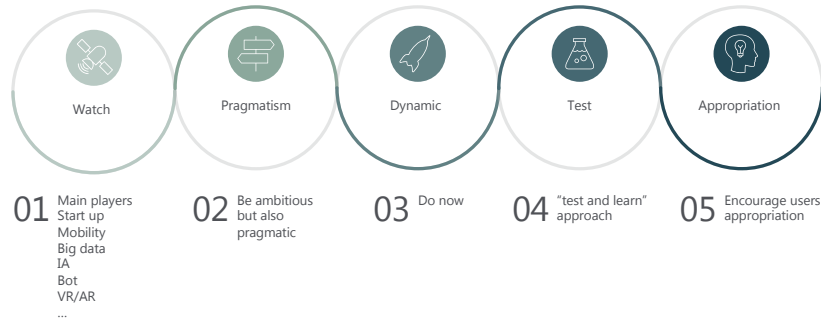 Watch
Pragmatism
Dynamic
Test
Appropriation
01
Main players
Start up
Mobility
Big data
IA
Bot
VR/AR
...
02
Be ambitious
but also
pragmatic
03
Do now
04
“test and learn”
approach
05
Encourage users
appropriation